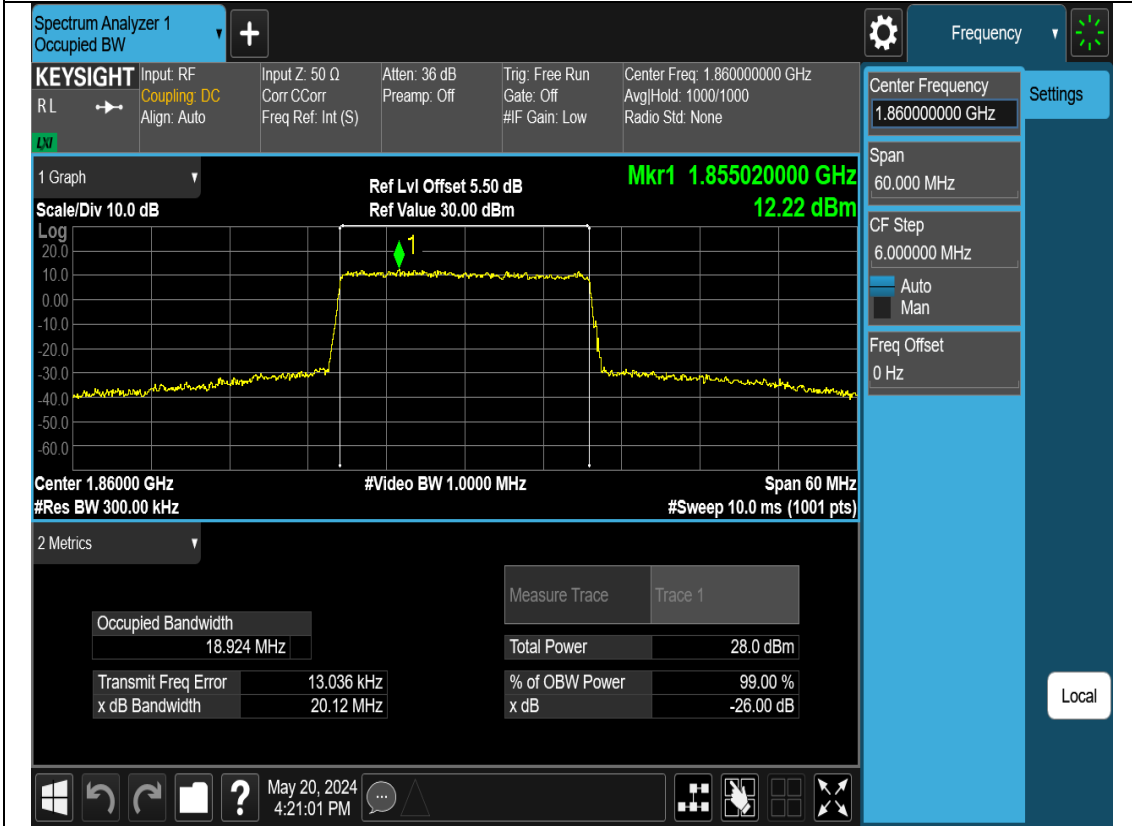 Spectrum Analyzer 1
Occupied BW
Frequency
KEYSIGHT
R L
LXI
Input: RF
Coupling: DC
Align: Auto
Input Z: 50 Ω
Corr CCorr
Freq Ref: Int (S)
Atten: 36 dB
Preamp: Off
Trig: Free Run
Gate: Off
#IF Gain: Low
Center Freq: 1.860000000 GHz
Avg|Hold: 1000/1000
Radio Std: None
Center Frequency
1.860000000 GHz
Settings
Span
60.000 MHz
CF Step
6.000000 MHz
Auto
Man
Freq Offset
0 Hz
Local
1 Graph
Scale/Div 10.0 dB
Ref Lvl Offset 5.50 dB
Ref Value 30.00 dBm
Mkr1 1.855020000 GHz
12.22 dBm
Log
20.0
10.0
0.00
-10.0
-20.0
-30.0
-40.0
-50.0
-60.0
1
Center 1.86000 GHz
#Res BW 300.00 kHz
#Video BW 1.0000 MHz
Span 60 MHz
#Sweep 10.0 ms (1001 pts)
2 Metrics
Measure Trace Trace 1
Occupied Bandwidth
18.924 MHz
Total Power 28.0 dBm
Transmit Freq Error 13.036 kHz
x dB Bandwidth 20.12 MHz
% of OBW Power 99.00 %
x dB -26.00 dB
?
May 20, 2024
4:21:01 PM